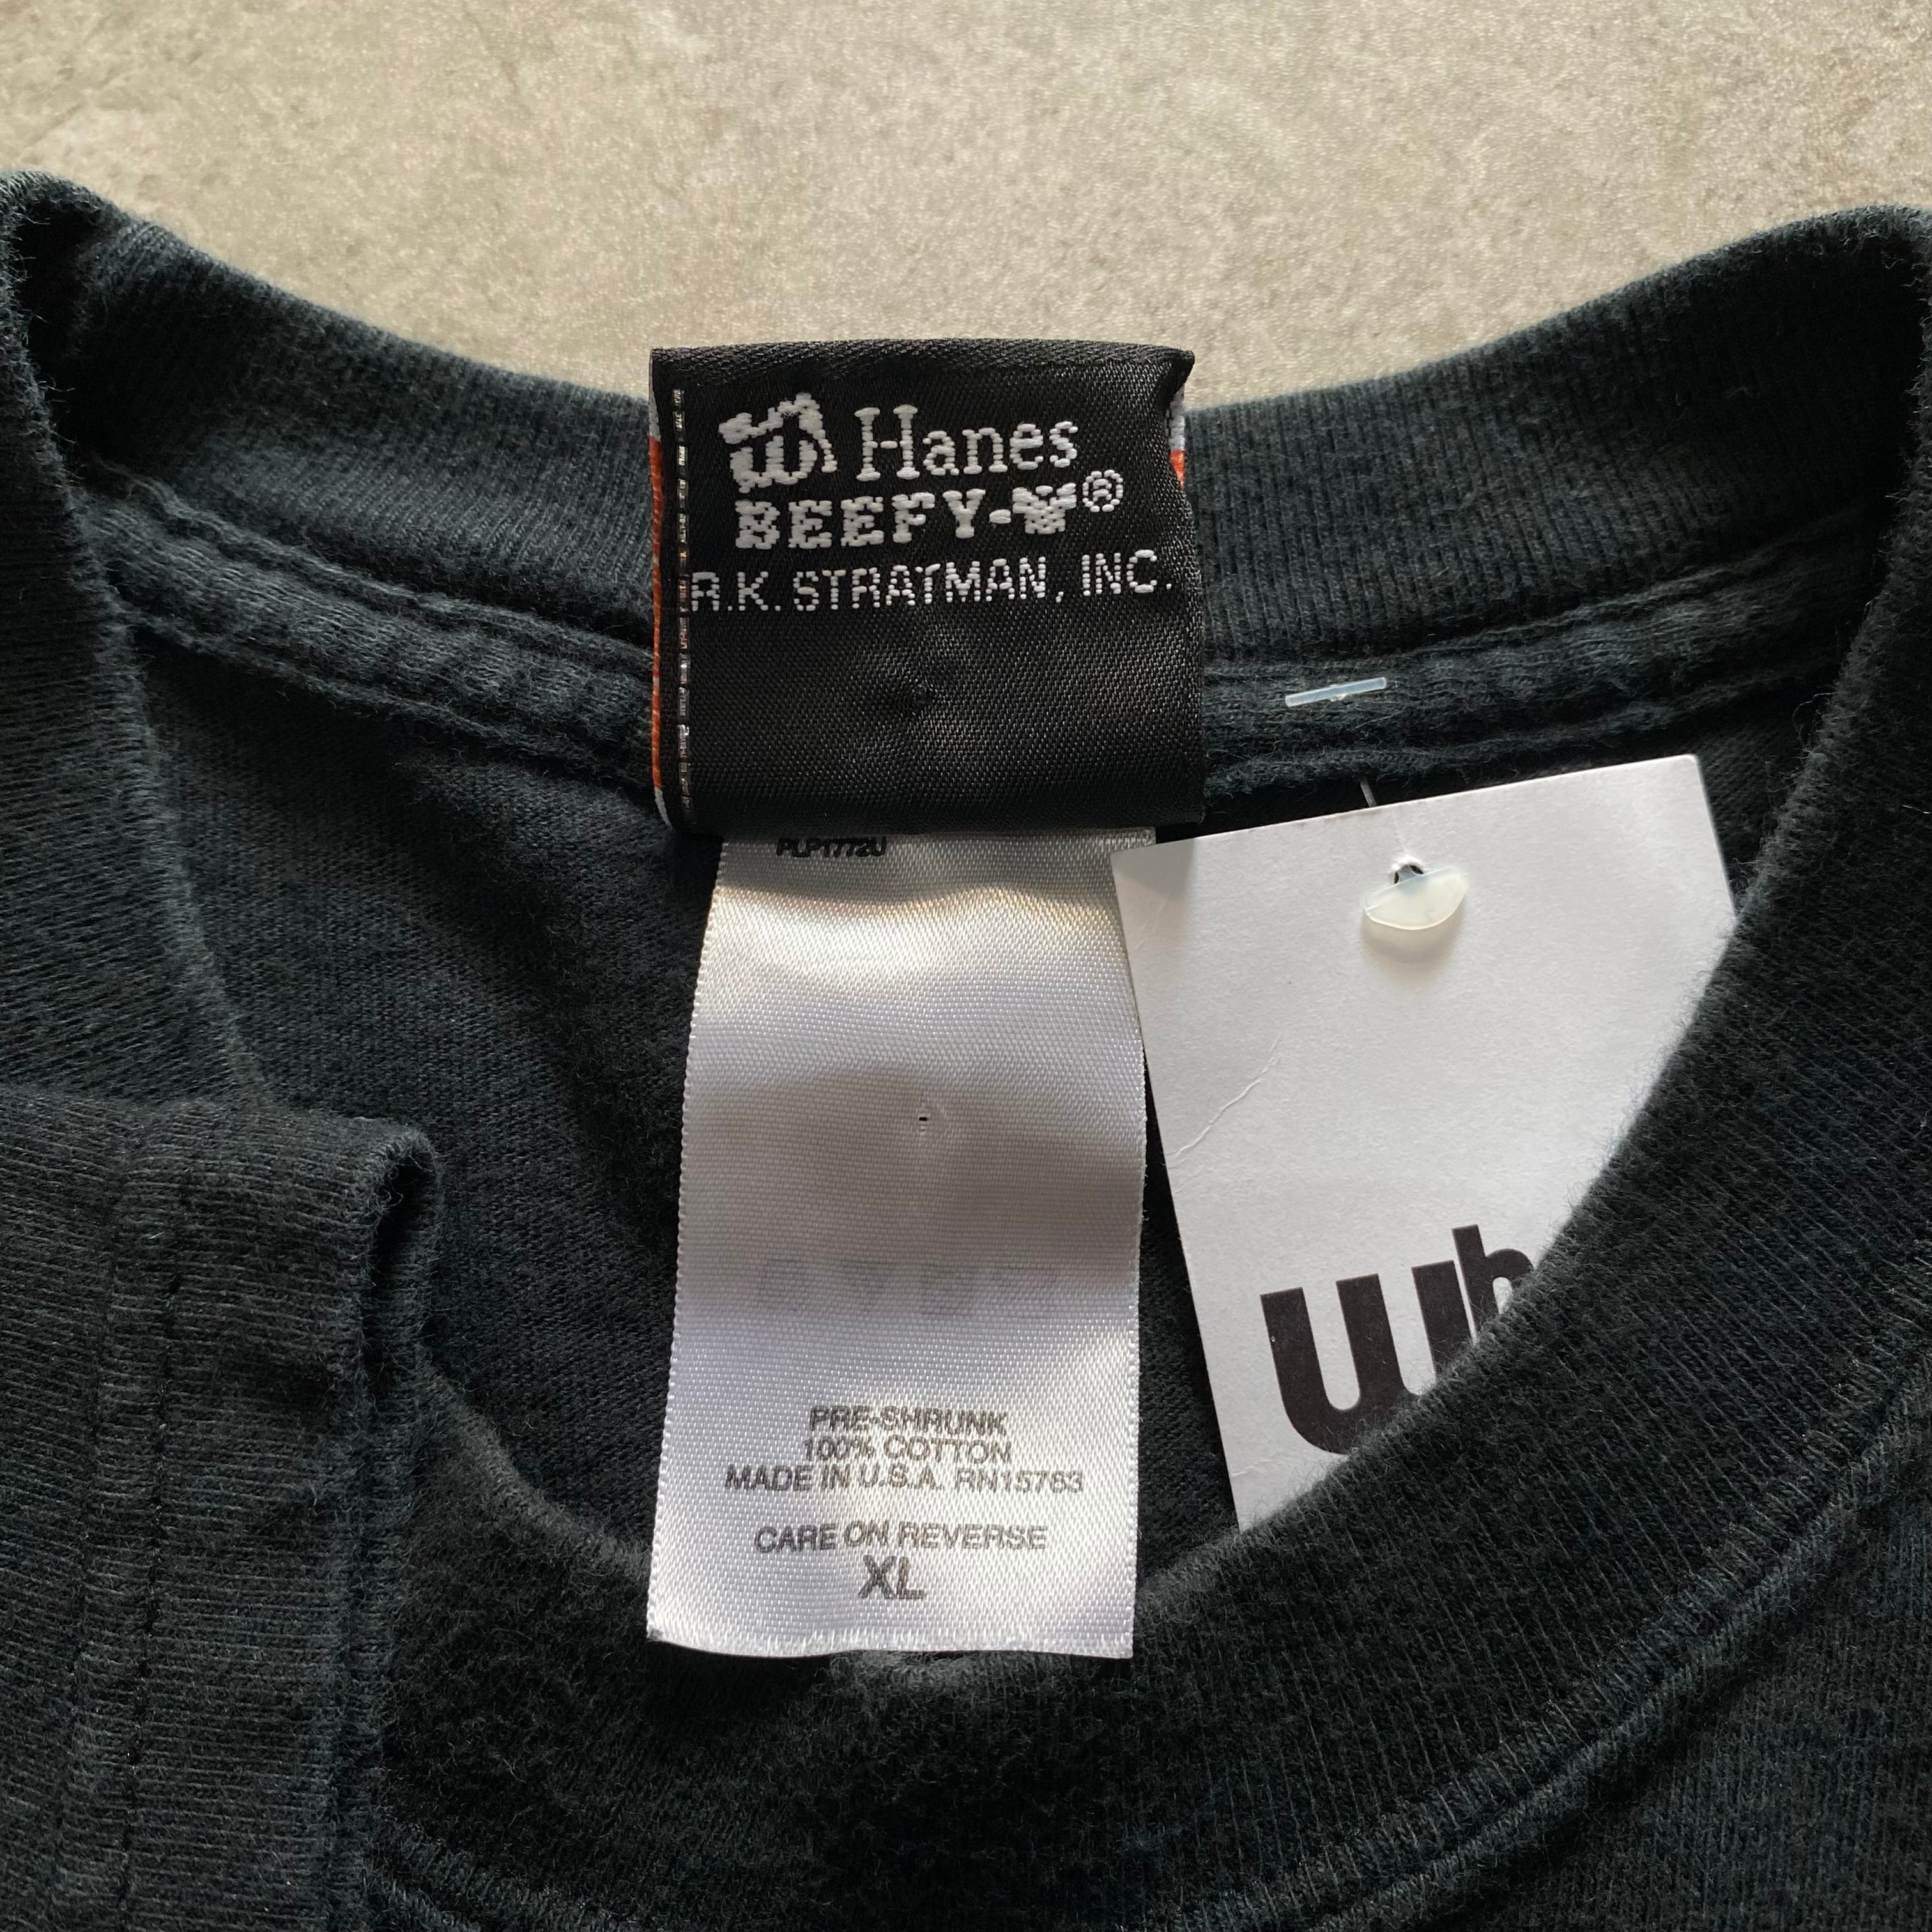 Hanes
BEEFY-T®
R.K. STRATMAN, INC.
PLP1772U
PRE-SHRUNK
100% COTTON
MADE IN U.S.A. RN15763
CARE ON REVERSE
XL
Wh